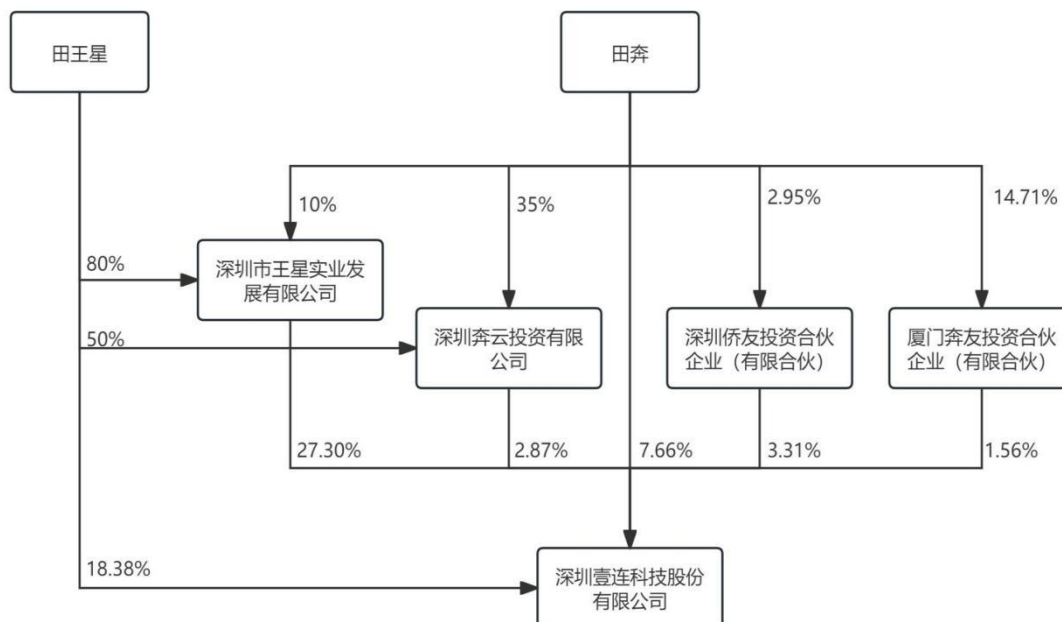 田王星
田奔
10%
35%
2.95%
14.71%
80%
深圳市王星实业发
展有限公司
50%
深圳奔云投资有限
公司
深圳侨友投资合伙
企业（有限合伙）
厦门奔友投资合伙
企业（有限合伙）
27.30%
2.87%
7.66%
3.31%
1.56%
18.38%
深圳壹连科技股份
有限公司